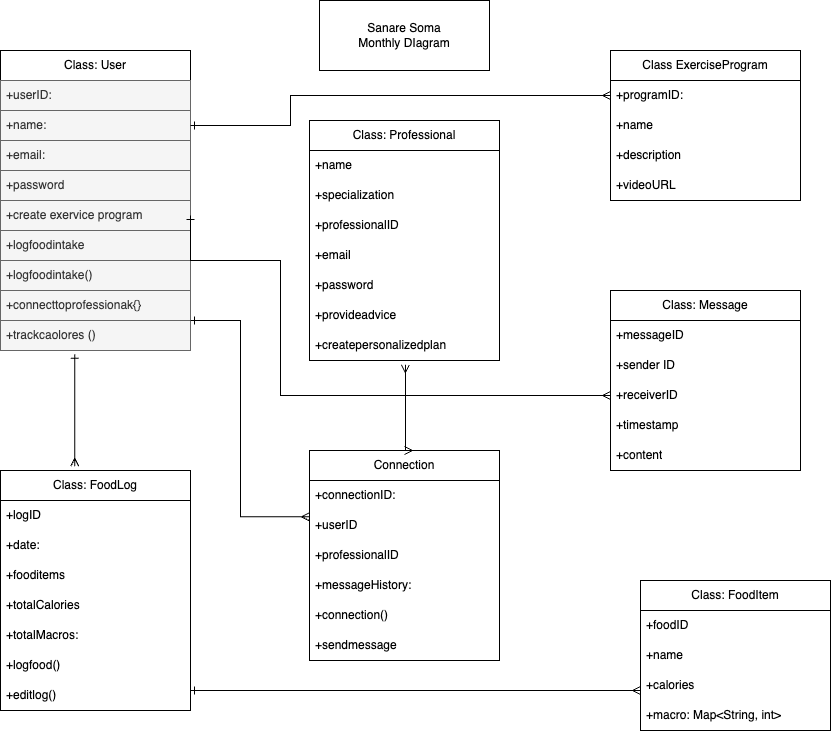 Sanare Soma
Monthly DIagram
Class: User
+userID:
+name:
+email:
+password
+create exervice program
+logfoodintake
+logfoodintake()
+connecttoprofessionak{}
+trackcaolores ()
Class: Professional
+name
+specialization
+professionalID
+email
+password
+provideadvice
+createpersonalizedplan
Class ExerciseProgram
+programID:
+name
+description
+videoURL
Class: Message
+messageID
+sender ID
+receiverID
+timestamp
+content
Class: FoodLog
+logID
+date:
+fooditems
+totalCalories
+totalMacros:
+logfood()
+editlog()
Connection
+connectionID:
+userID
+professionalID
+messageHistory:
+connection()
+sendmessage
Class: FoodItem
+foodID
+name
+calories
+macro: Map<String, int>